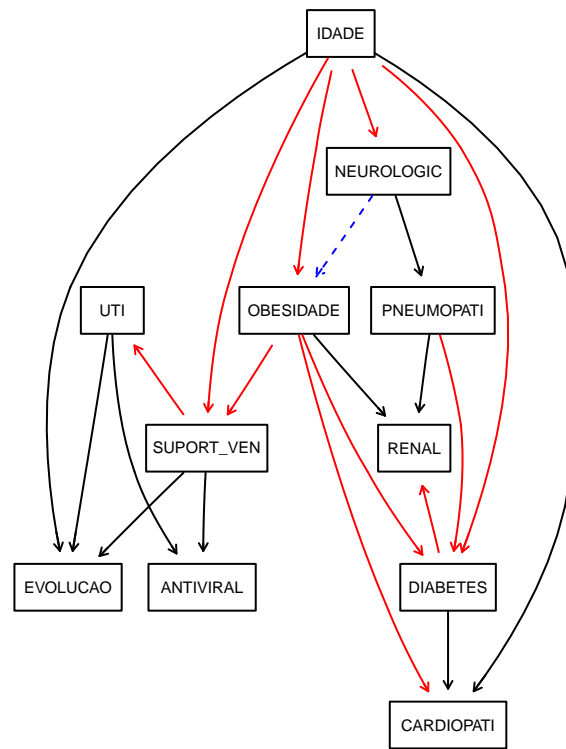 IDADE
NEUROLOGIC
UTI
OBESIDADE
PNEUMOPATI
SUPORT_VEN
RENAL
EVOLUCAO
ANTIVIRAL
DIABETES
CARDIOPATI